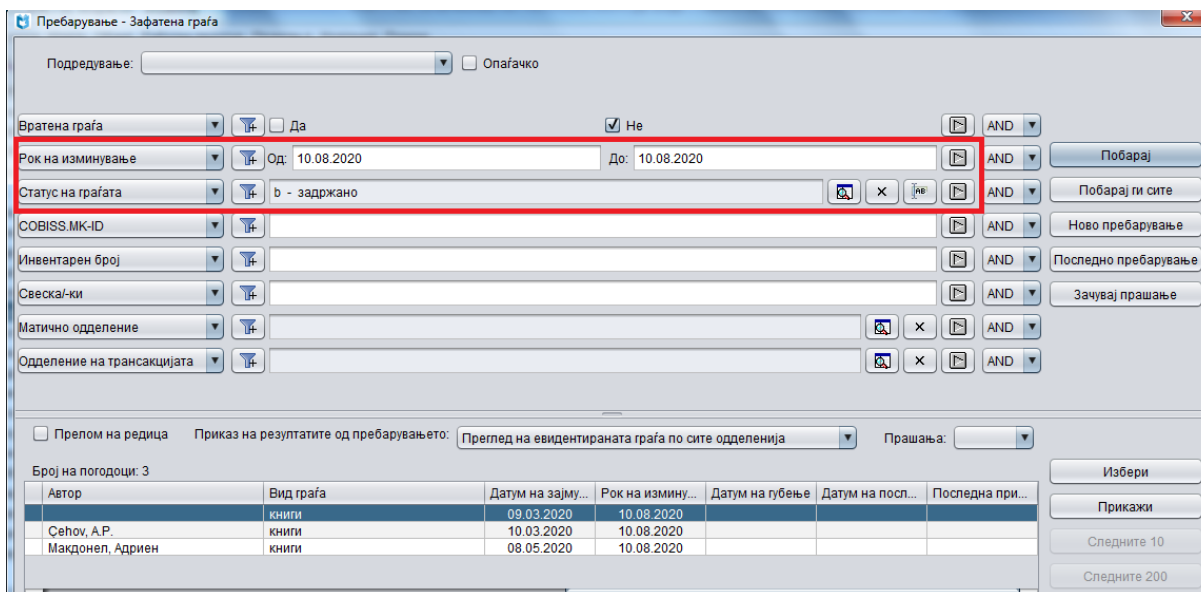 Пребарување - Зафатена граѓа
Подредување: Опаѓачко
Вратена граѓа Да Не AND
Рок на изминување Од: 10.08.2020 До: 10.08.2020 AND Побарај
Статус на граѓата b - задржано AND Побарај ги сите
COBISS.MK-ID AND Ново пребарување
Инвентарен број AND Последно пребарување
Свеска/-ки AND Зачувај прашање
Матично одделение AND
Одделение на трансакцијата AND
Прелом на редица Приказ на резултатите од пребарувањето: Преглед на евидентираната граѓа по сите одделенија Прашања:
Број на погодоци: 3 Избери
Автор Вид граѓа Датум на зајму... Рок на измину... Датум на губење Датум на посл... Последна при...
книги 09.03.2020 10.08.2020 Прикажи
Çehov, A.P. книги 10.03.2020 10.08.2020
Макдонел, Адриен книги 08.05.2020 10.08.2020 Следните 10
Следните 200